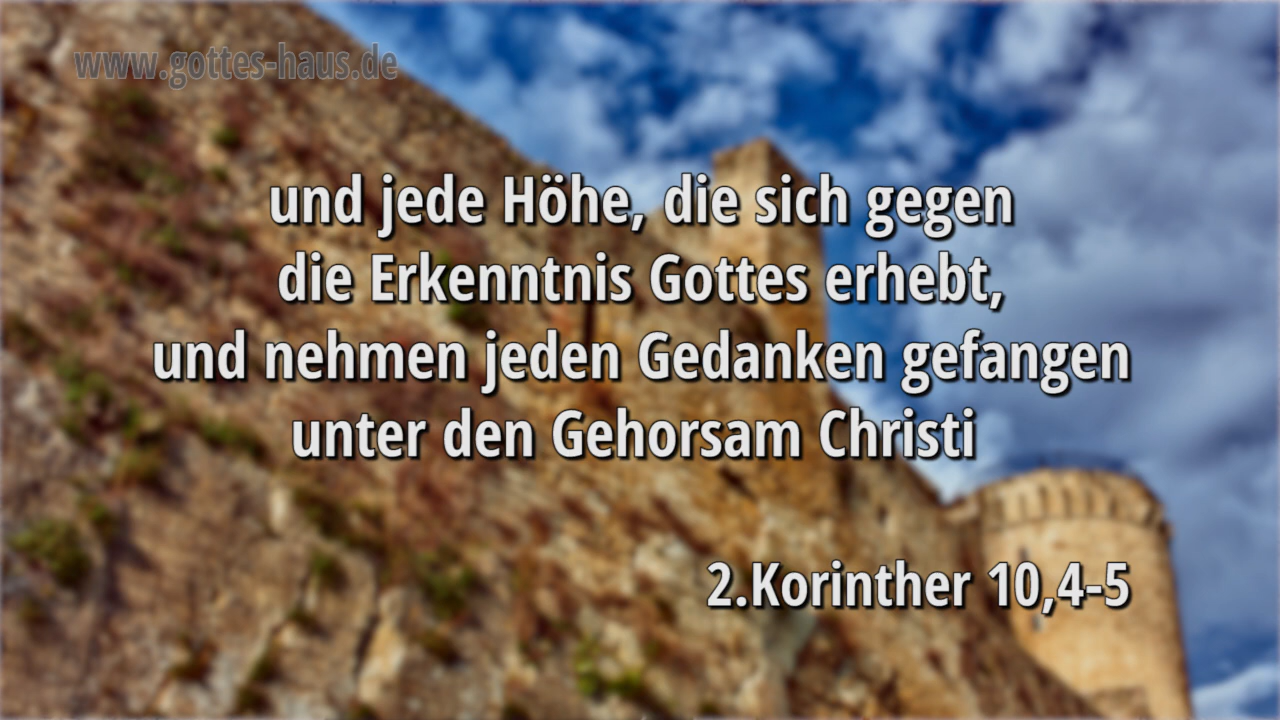 www.gottes-haus.de
und jede Höhe, die sich gegen
die Erkenntnis Gottes erhebt,
und nehmen jeden Gedanken gefangen
unter den Gehorsam Christi
2.Korinther 10,4-5